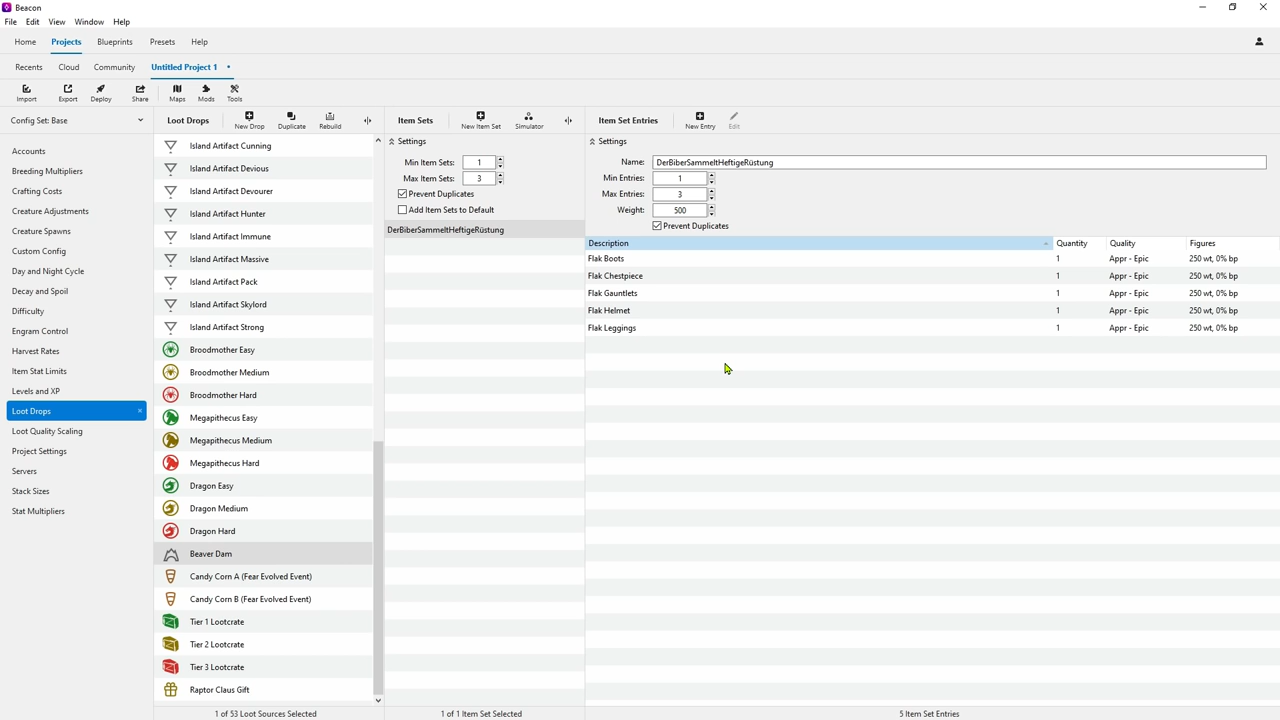 Beacon
File Edit View Window Help
Home Projects Blueprints Presets Help
Recents Cloud Community Untitled Project 1 •
Import Export Deploy Share Maps Mods Tools
Config Set: Base
Accounts
Breeding Multipliers
Crafting Costs
Creature Adjustments
Creature Spawns
Custom Config
Day and Night Cycle
Decay and Spoil
Difficulty
Engram Control
Harvest Rates
Item Stat Limits
Levels and XP
Loot Drops ×
Loot Quality Scaling
Project Settings
Servers
Stack Sizes
Stat Multipliers
Loot Drops New Drop Duplicate Rebuild
Island Artifact Cunning
Island Artifact Devious
Island Artifact Devourer
Island Artifact Hunter
Island Artifact Immune
Island Artifact Massive
Island Artifact Pack
Island Artifact Skylord
Island Artifact Strong
Broodmother Easy
Broodmother Medium
Broodmother Hard
Megapithecus Easy
Megapithecus Medium
Megapithecus Hard
Dragon Easy
Dragon Medium
Dragon Hard
Beaver Dam
Candy Corn A (Fear Evolved Event)
Candy Corn B (Fear Evolved Event)
Tier 1 Lootcrate
Tier 2 Lootcrate
Tier 3 Lootcrate
Raptor Claus Gift
1 of 53 Loot Sources Selected
Item Sets New Item Set Simulator
Settings
Min Item Sets: 1
Max Item Sets: 3
Prevent Duplicates
Add Item Sets to Default
DerBiberSammeltHeftigeRüstung
1 of 1 Item Set Selected
Item Set Entries New Entry Edit
Settings
Name: DerBiberSammeltHeftigeRüstung
Min Entries: 1
Max Entries: 3
Weight: 500
Prevent Duplicates
Description Quantity Quality Figures
Flak Boots 1 Appr - Epic 250 wt, 0% bp
Flak Chestpiece 1 Appr - Epic 250 wt, 0% bp
Flak Gauntlets 1 Appr - Epic 250 wt, 0% bp
Flak Helmet 1 Appr - Epic 250 wt, 0% bp
Flak Leggings 1 Appr - Epic 250 wt, 0% bp
5 Item Set Entries